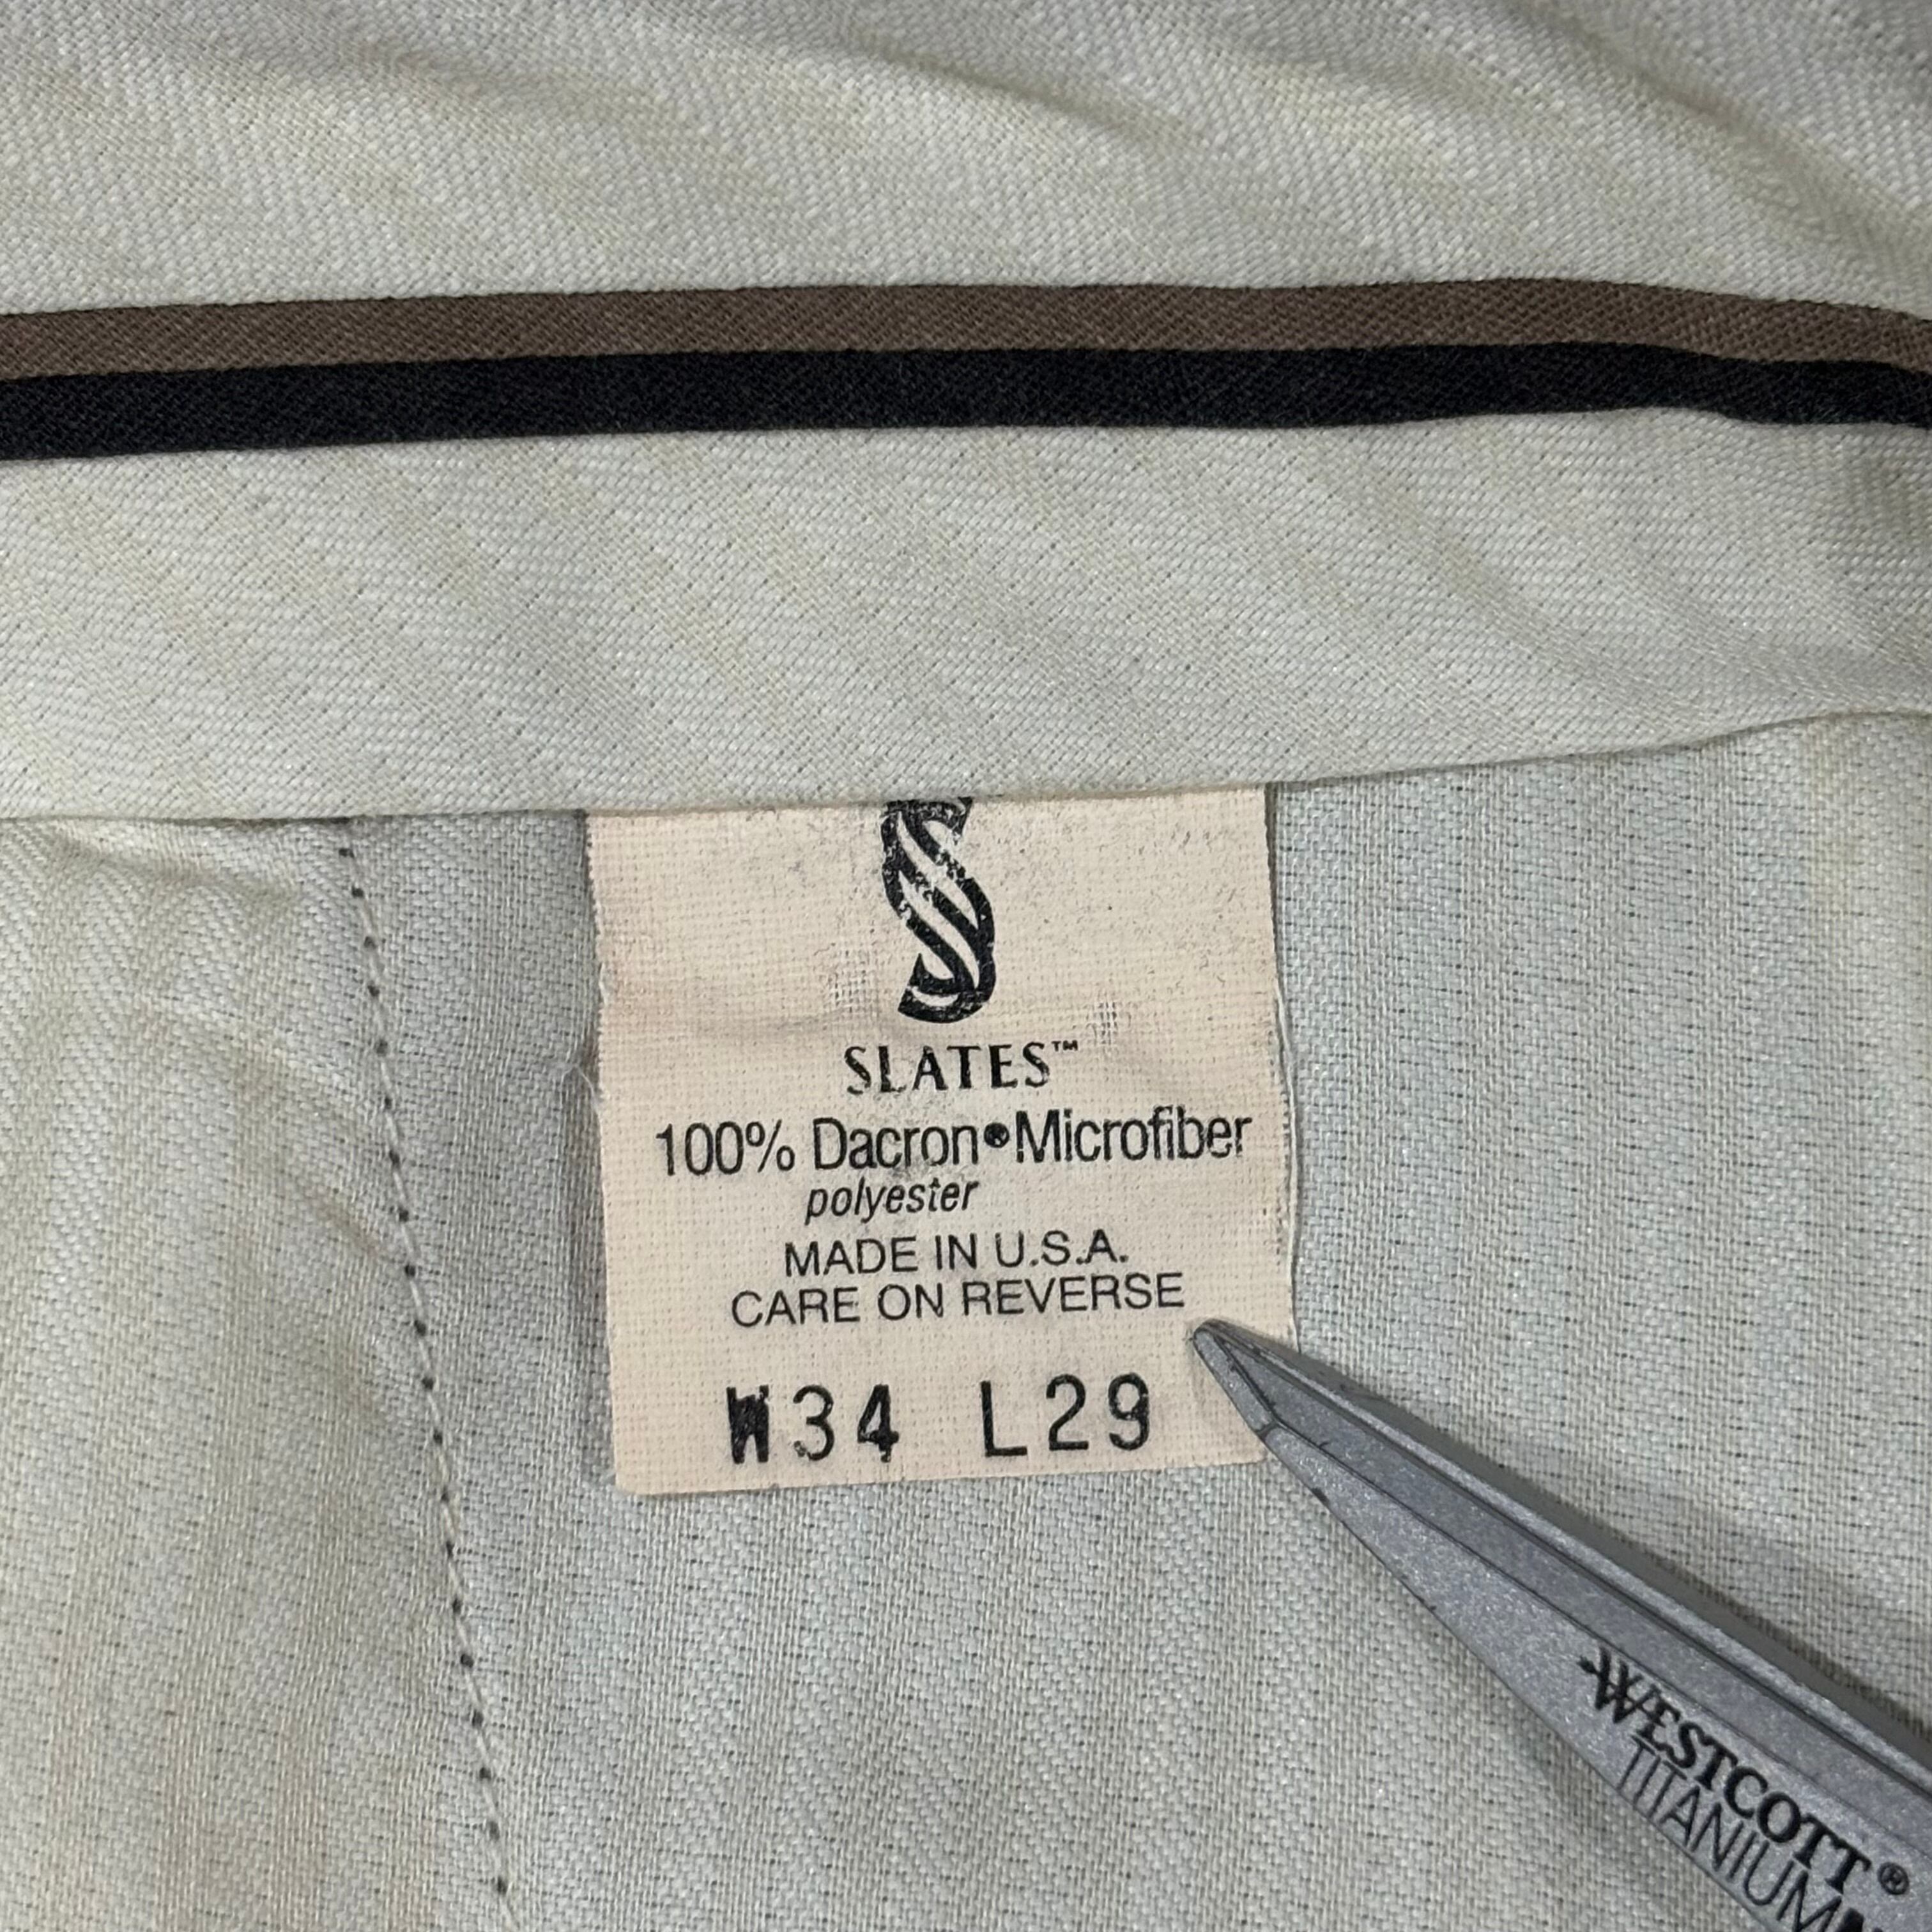 SLATES™
100% Dacron®Microfiber
polyester
MADE IN U.S.A.
CARE ON REVERSE
W34 L29
WESTCOTT®
TITANIUM